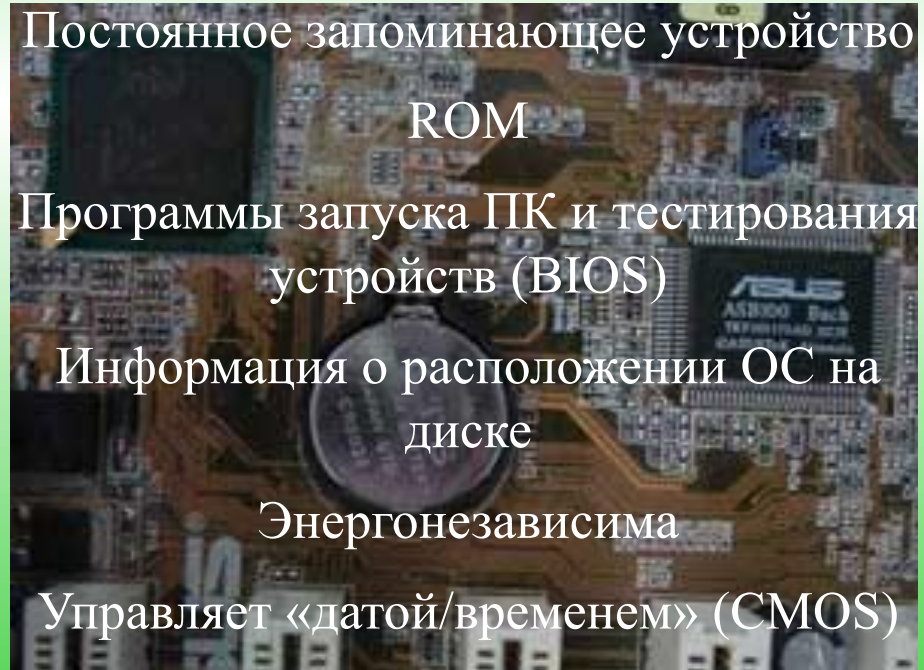 Постоянное запоминающее устройство
ROM
Программы запуска ПК и тестирования
устройств (BIOS)
ASUS
Информация о расположении ОС на
диске
Энергонезависима
Управляет «датой/временем» (CMOS)